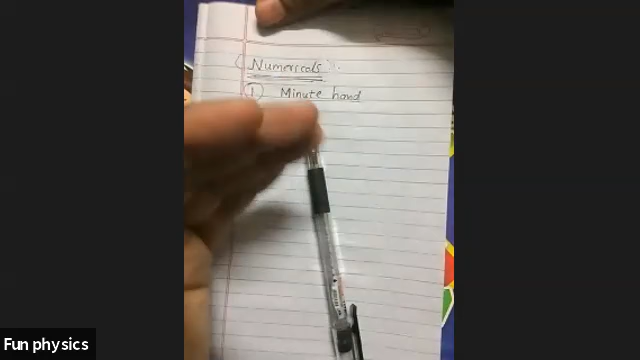 Numericals :
① Minute hand
Fun physics